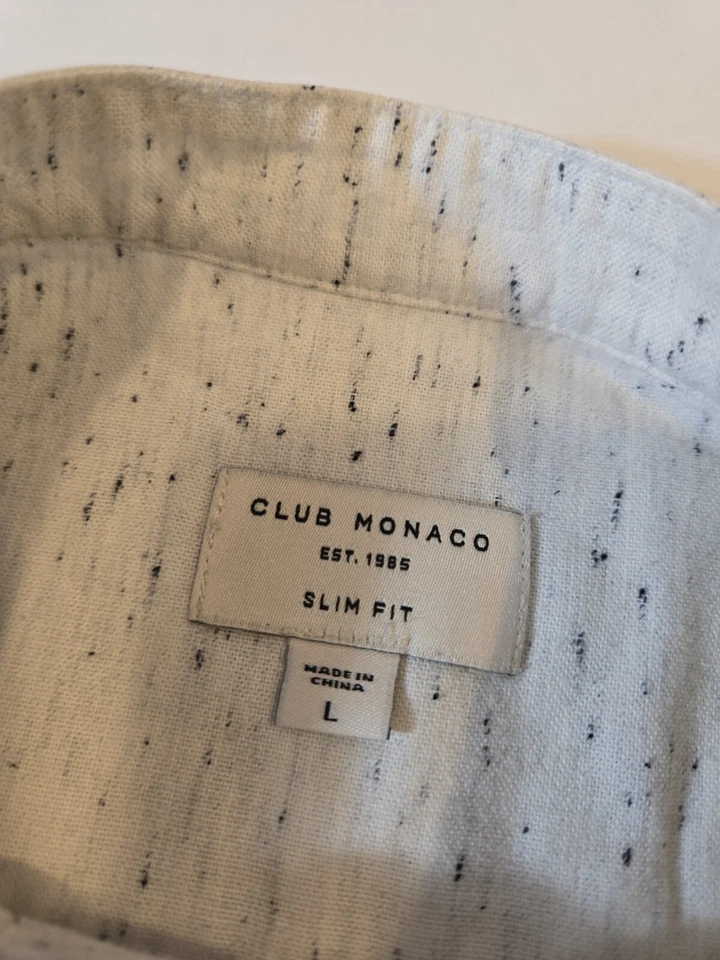 CLUB MONACO
EST. 1985
SLIM FIT
MADE IN
CHINA
L